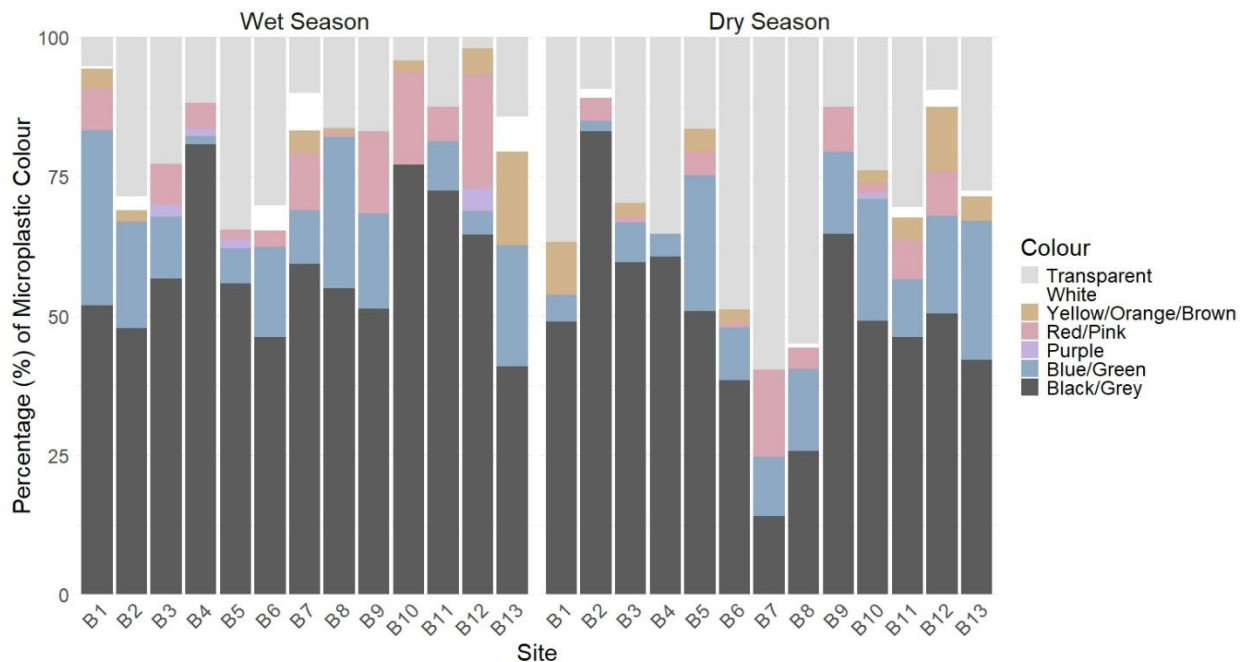 Wet Season
Dry Season
Percentage (%) of Microplastic Colour
100
75
50
25
0
B1 B2 B3 B4 B5 B6 B7 B8 B9 B10 B11 B12 B13
B1 B2 B3 B4 B5 B6 B7 B8 B9 B10 B11 B12 B13
Site
Colour
Transparent
White
Yellow/Orange/Brown
Red/Pink
Purple
Blue/Green
Black/Grey